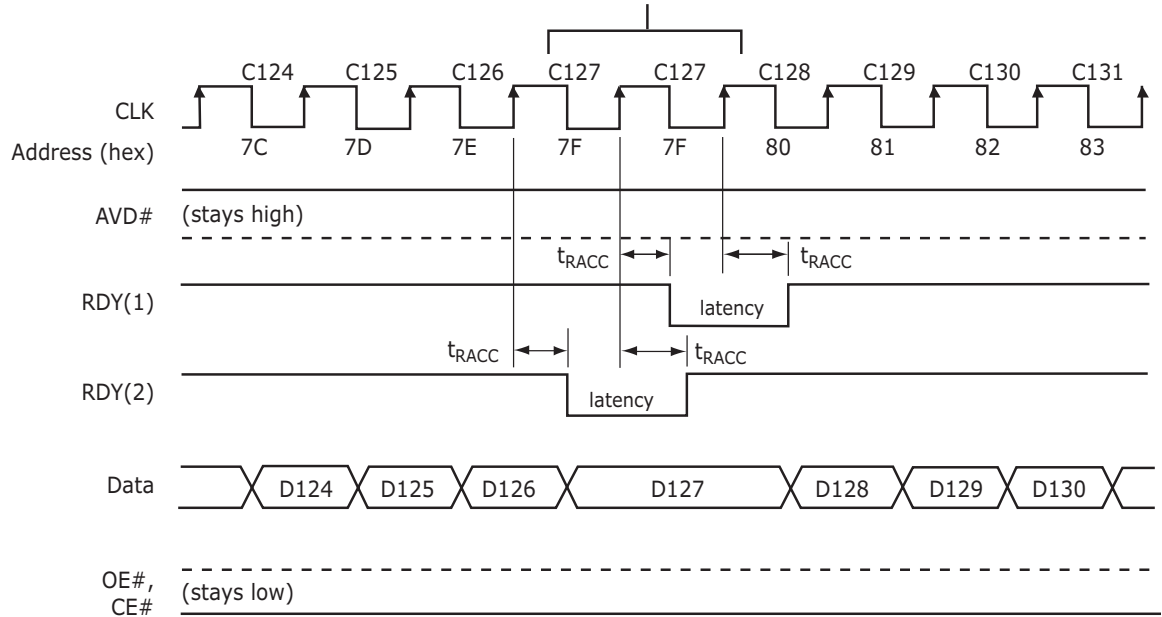 C124 C125 C126 C127 C127 C128 C129 C130 C131
CLK
Address (hex) 7C 7D 7E 7F 7F 80 81 82 83
AVD# (stays high)
tRACC tRACC
RDY(1) latency
tRACC tRACC
RDY(2) latency
Data D124 D125 D126 D127 D128 D129 D130
OE#,
CE# (stays low)